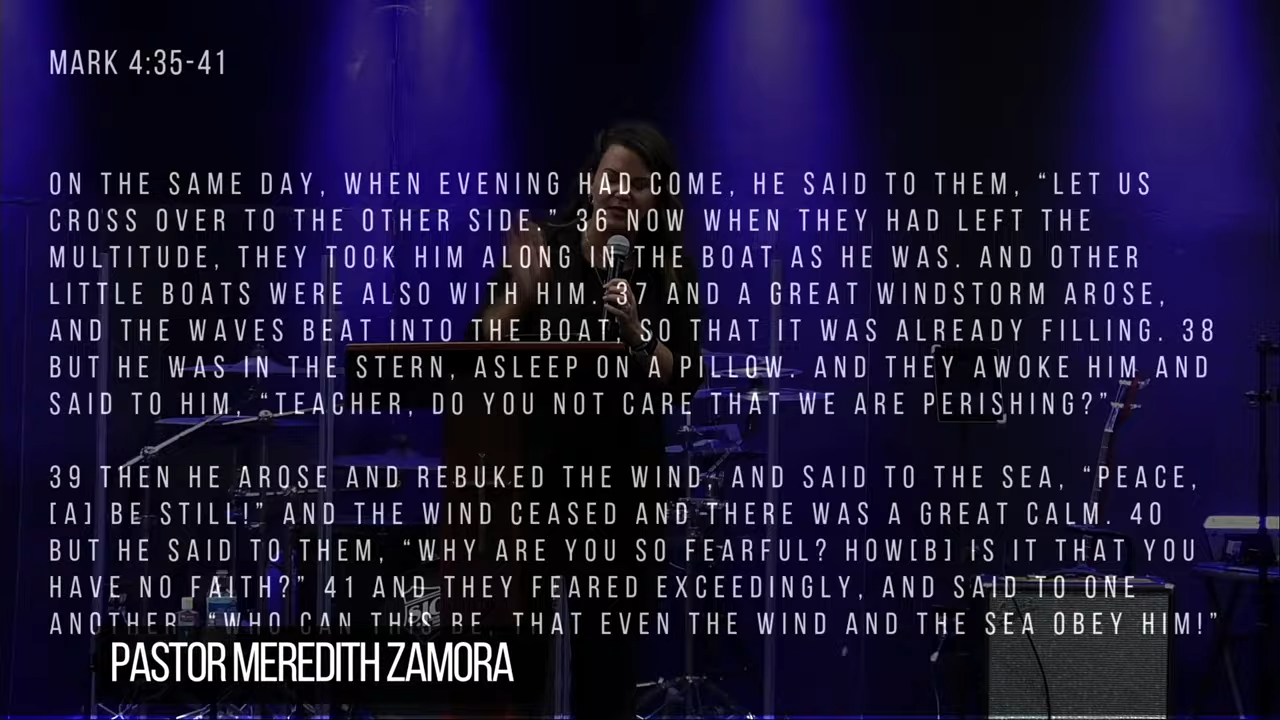 MARK 4:35-41
ON THE SAME DAY, WHEN EVENING HAD COME, HE SAID TO THEM, “LET US
CROSS OVER TO THE OTHER SIDE.” 36 NOW WHEN THEY HAD LEFT THE
MULTITUDE, THEY TOOK HIM ALONG IN THE BOAT AS HE WAS. AND OTHER
LITTLE BOATS WERE ALSO WITH HIM. 37 AND A GREAT WINDSTORM AROSE,
AND THE WAVES BEAT INTO THE BOAT, SO THAT IT WAS ALREADY FILLING. 38
BUT HE WAS IN THE STERN, ASLEEP ON A PILLOW. AND THEY AWOKE HIM AND
SAID TO HIM, “TEACHER, DO YOU NOT CARE THAT WE ARE PERISHING?”
39 THEN HE AROSE AND REBUKED THE WIND, AND SAID TO THE SEA, “PEACE,
[A] BE STILL!” AND THE WIND CEASED AND THERE WAS A GREAT CALM. 40
BUT HE SAID TO THEM, “WHY ARE YOU SO FEARFUL? HOW[B] IS IT THAT YOU
HAVE NO FAITH?” 41 AND THEY FEARED EXCEEDINGLY, AND SAID TO ONE
ANOTHER, “WHO CAN THIS BE, THAT EVEN THE WIND AND THE SEA OBEY HIM!”
PASTOR MEREDITH ZAMORA